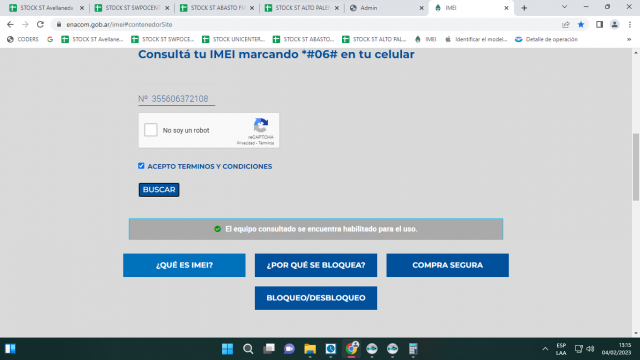 STOCK ST Avellaneda
STOCK ST SWPOCEN
STOCK ST ABASTO F
STOCK ST ALTO PALE
Admin
IMEI
enacom.gob.ar/imei#contenedorSite
CODERS
G
STOCK ST Avellane...
STOCK ST SWPOCE...
STOCK UNICENTER...
STOCK ST ABASTO...
STOCK ST ALTO PAL...
IMEI
Identificar el model...
Detalle de operación
Consultá tu IMEI marcando *#06# en tu celular
Nº 355606372108
No soy un robot
reCAPTCHA
Privacidad - Términos
ACEPTO TERMINOS Y CONDICIONES
BUSCAR
El equipo consultado se encuentra habilitado para el uso.
¿QUÉ ES IMEI?
¿POR QUÉ SE BLOQUEA?
COMPRA SEGURA
BLOQUEO/DESBLOQUEO
ESP
LAA
13:15
04/02/2023